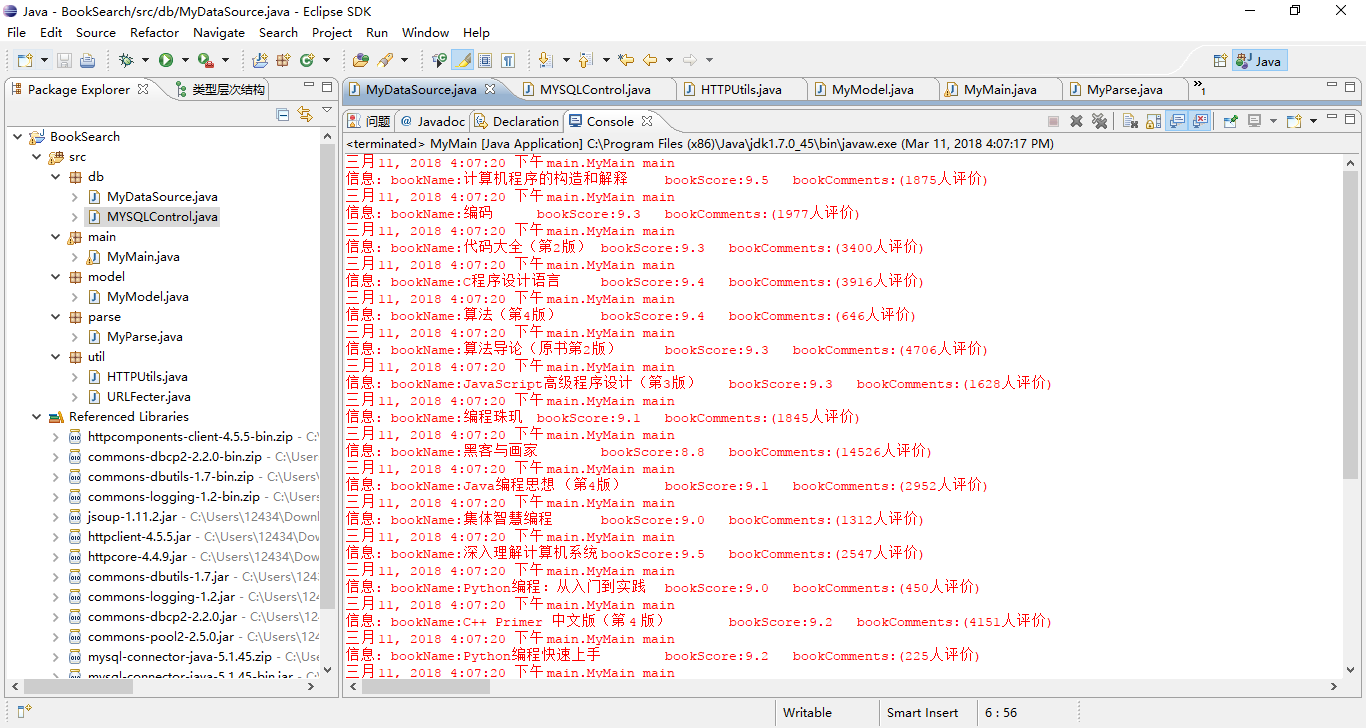 Java - BookSearch/src/db/MyDataSource.java - Eclipse SDK
File Edit Source Refactor Navigate Search Project Run Window Help
Java
Package Explorer 类型层次结构
MyDataSource.java MYSQLControl.java HTTPUtils.java MyModel.java MyMain.java MyParse.java »1
问题 @ Javadoc Declaration Console
<terminated> MyMain [Java Application] C:\Program Files (x86)\Java\jdk1.7.0_45\bin\javaw.exe (Mar 11, 2018 4:07:17 PM)
BookSearch
src
db
MyDataSource.java
MYSQLControl.java
main
MyMain.java
model
MyModel.java
parse
MyParse.java
util
HTTPUtils.java
URLFecter.java
Referenced Libraries
httpcomponents-client-4.5.5-bin.zip - C:\
commons-dbcp2-2.2.0-bin.zip - C:\User
commons-dbutils-1.7-bin.zip - C:\Users\
commons-logging-1.2-bin.zip - C:\Users
jsoup-1.11.2.jar - C:\Users\12434\Downl
httpclient-4.5.5.jar - C:\Users\12434\Do
httpcore-4.4.9.jar - C:\Users\12434\Dow
commons-dbutils-1.7.jar - C:\Users\1243
commons-logging-1.2.jar - C:\Users\124
commons-dbcp2-2.2.0.jar - C:\Users\12
commons-pool2-2.5.0.jar - C:\Users\124
mysql-connector-java-5.1.45.zip - C:\Us
mysql-connector-java-5.1.45-bin.jar - C:\
三月 11, 2018 4:07:20 下午 main.MyMain main
信息: bookName:计算机程序的构造和解释 bookScore:9.5 bookComments:(1875人评价)
三月 11, 2018 4:07:20 下午 main.MyMain main
信息: bookName:编码 bookScore:9.3 bookComments:(1977人评价)
三月 11, 2018 4:07:20 下午 main.MyMain main
信息: bookName:代码大全（第2版） bookScore:9.3 bookComments:(3400人评价)
三月 11, 2018 4:07:20 下午 main.MyMain main
信息: bookName:C程序设计语言 bookScore:9.4 bookComments:(3916人评价)
三月 11, 2018 4:07:20 下午 main.MyMain main
信息: bookName:算法（第4版） bookScore:9.4 bookComments:(646人评价)
三月 11, 2018 4:07:20 下午 main.MyMain main
信息: bookName:算法导论（原书第2版） bookScore:9.3 bookComments:(4706人评价)
三月 11, 2018 4:07:20 下午 main.MyMain main
信息: bookName:JavaScript高级程序设计（第3版） bookScore:9.3 bookComments:(1628人评价)
三月 11, 2018 4:07:20 下午 main.MyMain main
信息: bookName:编程珠玑 bookScore:9.1 bookComments:(1845人评价)
三月 11, 2018 4:07:20 下午 main.MyMain main
信息: bookName:黑客与画家 bookScore:8.8 bookComments:(14526人评价)
三月 11, 2018 4:07:20 下午 main.MyMain main
信息: bookName:Java编程思想 （第4版） bookScore:9.1 bookComments:(2952人评价)
三月 11, 2018 4:07:20 下午 main.MyMain main
信息: bookName:集体智慧编程 bookScore:9.0 bookComments:(1312人评价)
三月 11, 2018 4:07:20 下午 main.MyMain main
信息: bookName:深入理解计算机系统 bookScore:9.5 bookComments:(2547人评价)
三月 11, 2018 4:07:20 下午 main.MyMain main
信息: bookName:Python编程：从入门到实践 bookScore:9.0 bookComments:(450人评价)
三月 11, 2018 4:07:20 下午 main.MyMain main
信息: bookName:C++ Primer 中文版（第 4 版） bookScore:9.2 bookComments:(4151人评价)
三月 11, 2018 4:07:20 下午 main.MyMain main
信息: bookName:Python编程快速上手 bookScore:9.2 bookComments:(225人评价)
三月 11, 2018 4:07:20 下午 main.MyMain main
Writable Smart Insert 6 : 56